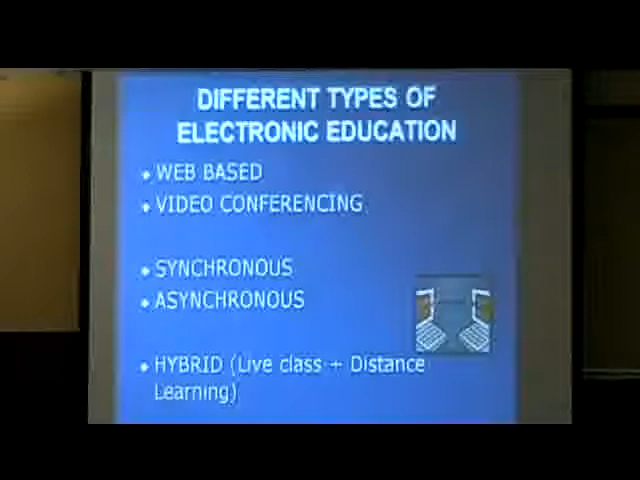 DIFFERENT TYPES OF
ELECTRONIC EDUCATION
• WEB BASED
• VIDEO CONFERENCING
• SYNCHRONOUS
• ASYNCHRONOUS
• HYBRID (Live class + Distance
Learning)